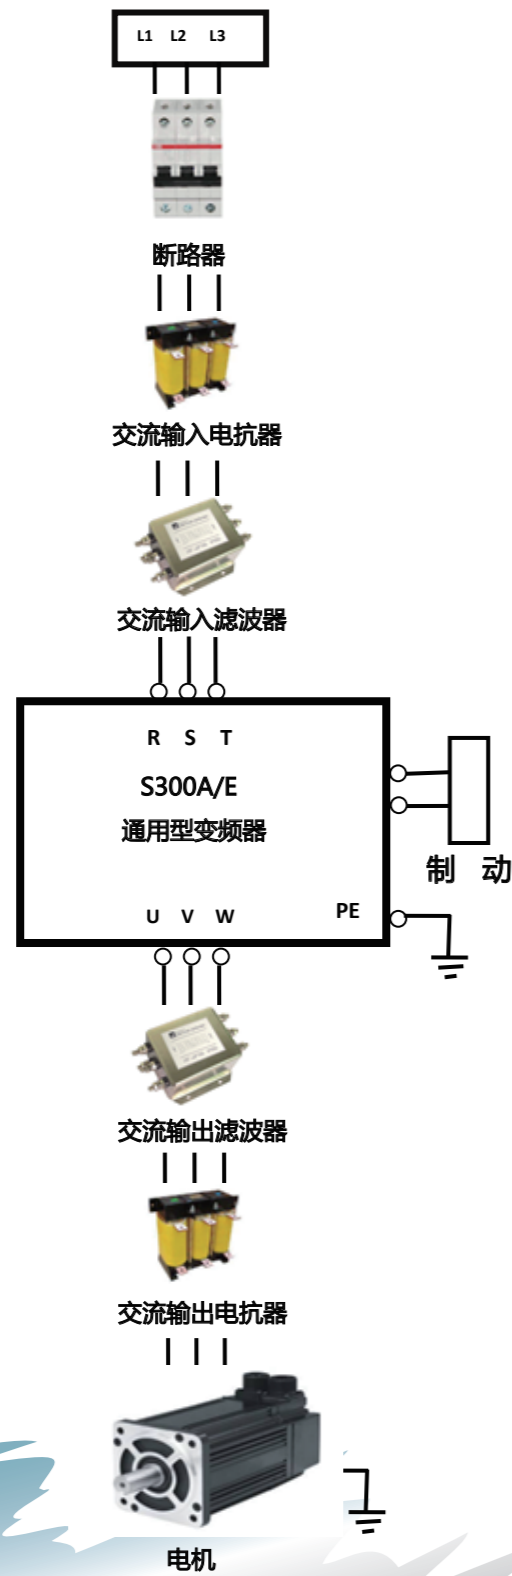 L1 L2 L3
断路器
交流输入电抗器
交流输入滤波器
R S T
S300A/E
通用型变频器
制 动
U V W PE
交流输出滤波器
交流输出电抗器
电机